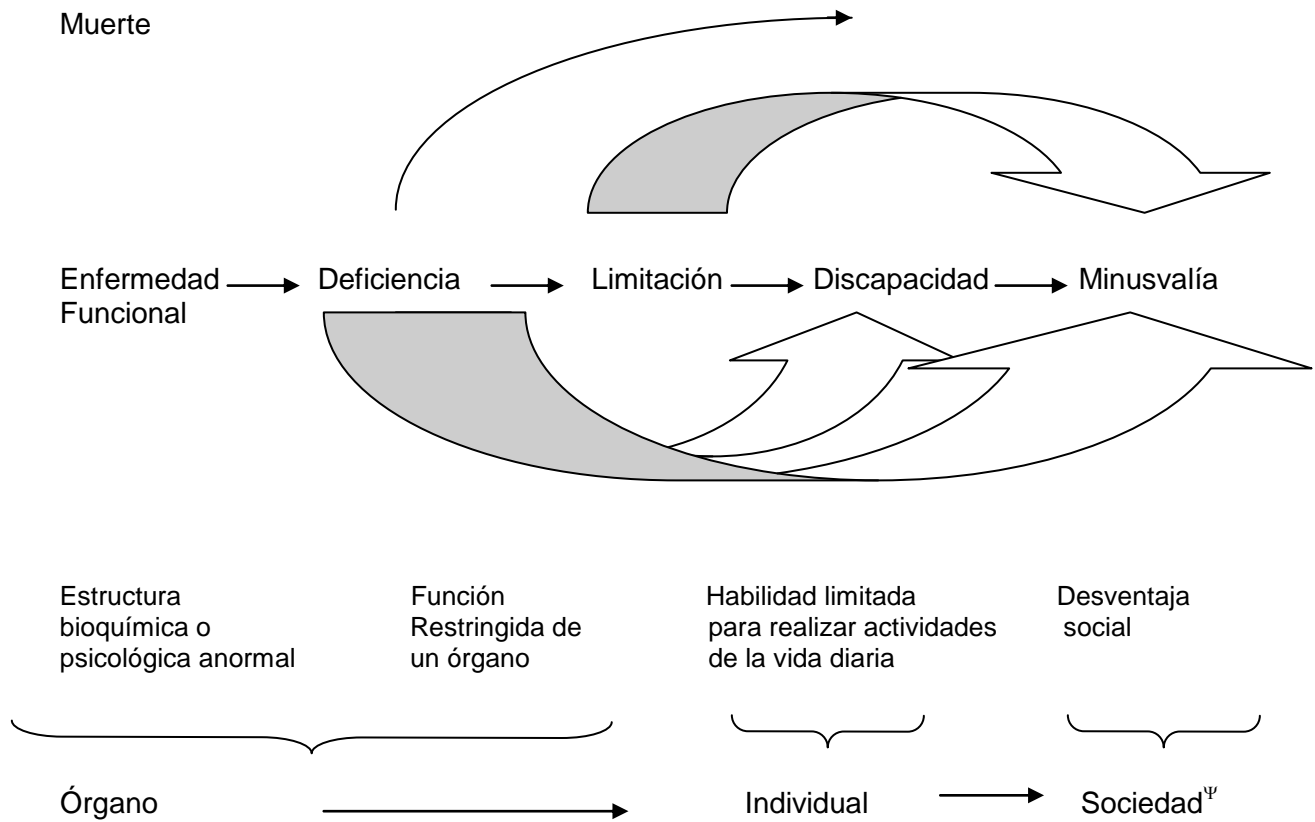 Muerte
Enfermedad Deficiencia Limitación Discapacidad Minusvalía
Funcional
Estructura Función Habilidad limitada Desventaja
bioquímica o Restringida de para realizar actividades social
psicológica anormal un órgano de la vida diaria
Órgano Individual Sociedad^Ψ